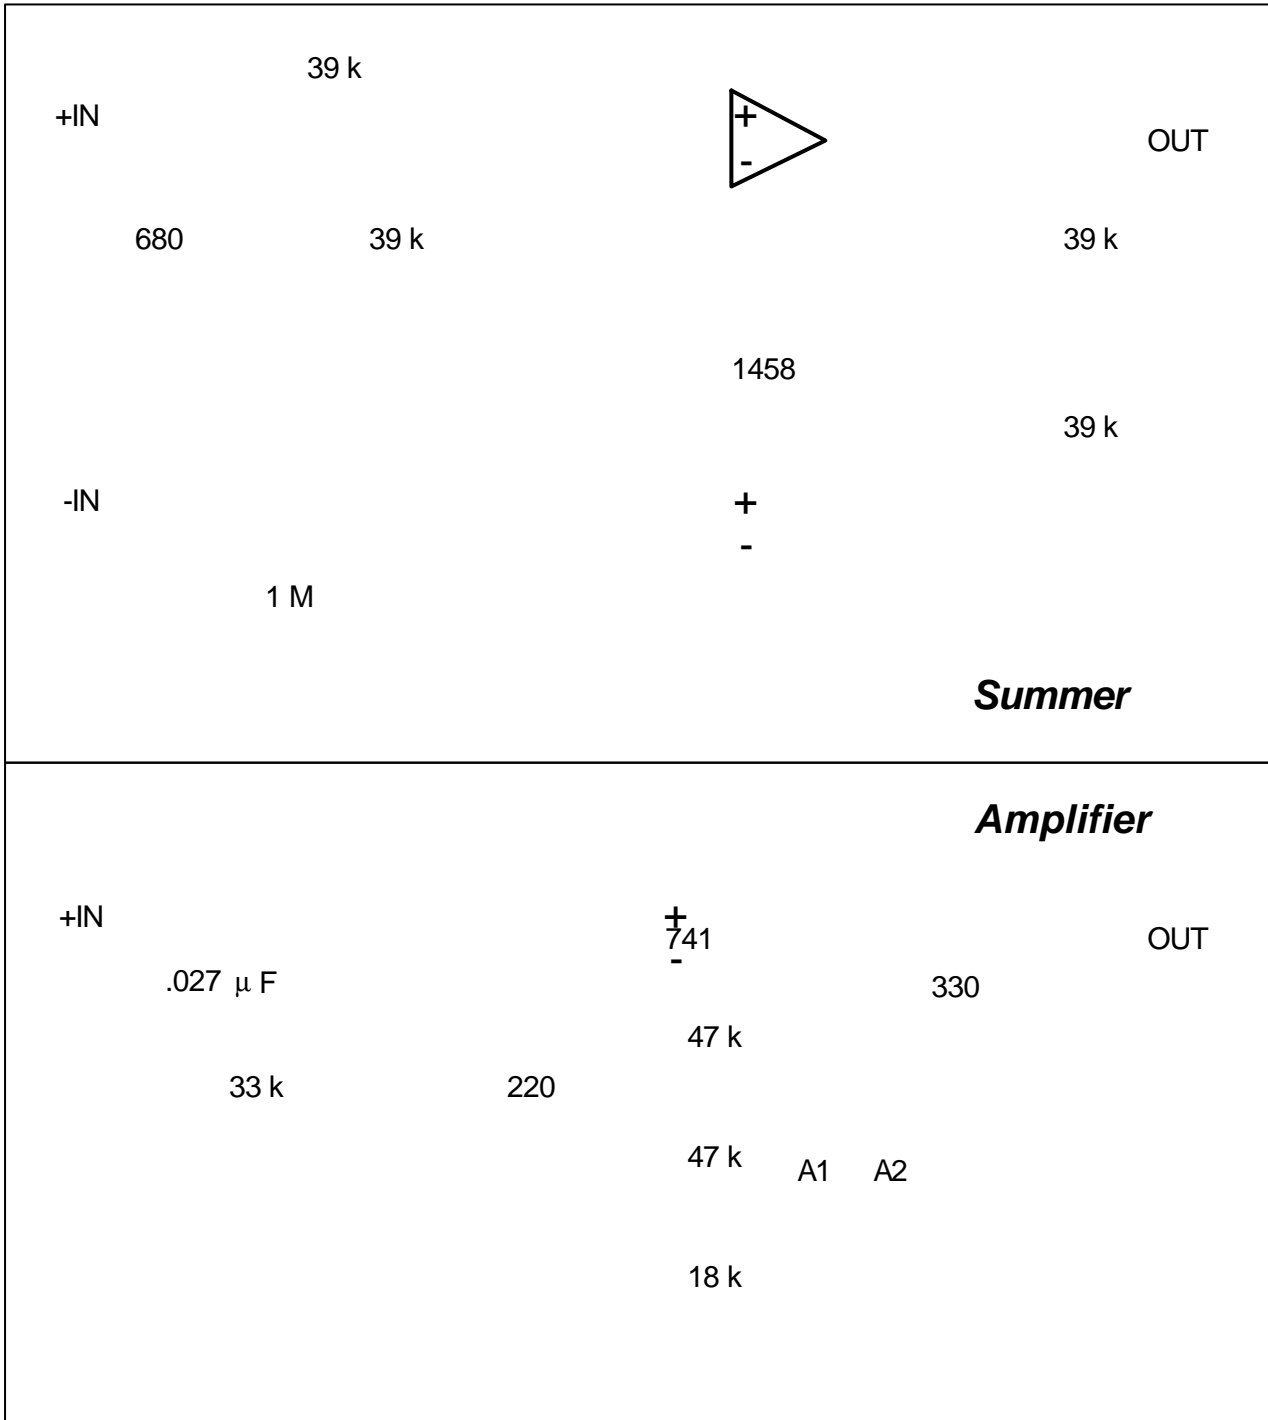 39 k
+IN
+
OUT
-
680 39 k 39 k
1458
39 k
-IN +
-
1 M
Summer
Amplifier
+IN +
741 OUT
-
.027 μ F 330
47 k
33 k 220
47 k A1 A2
18 k